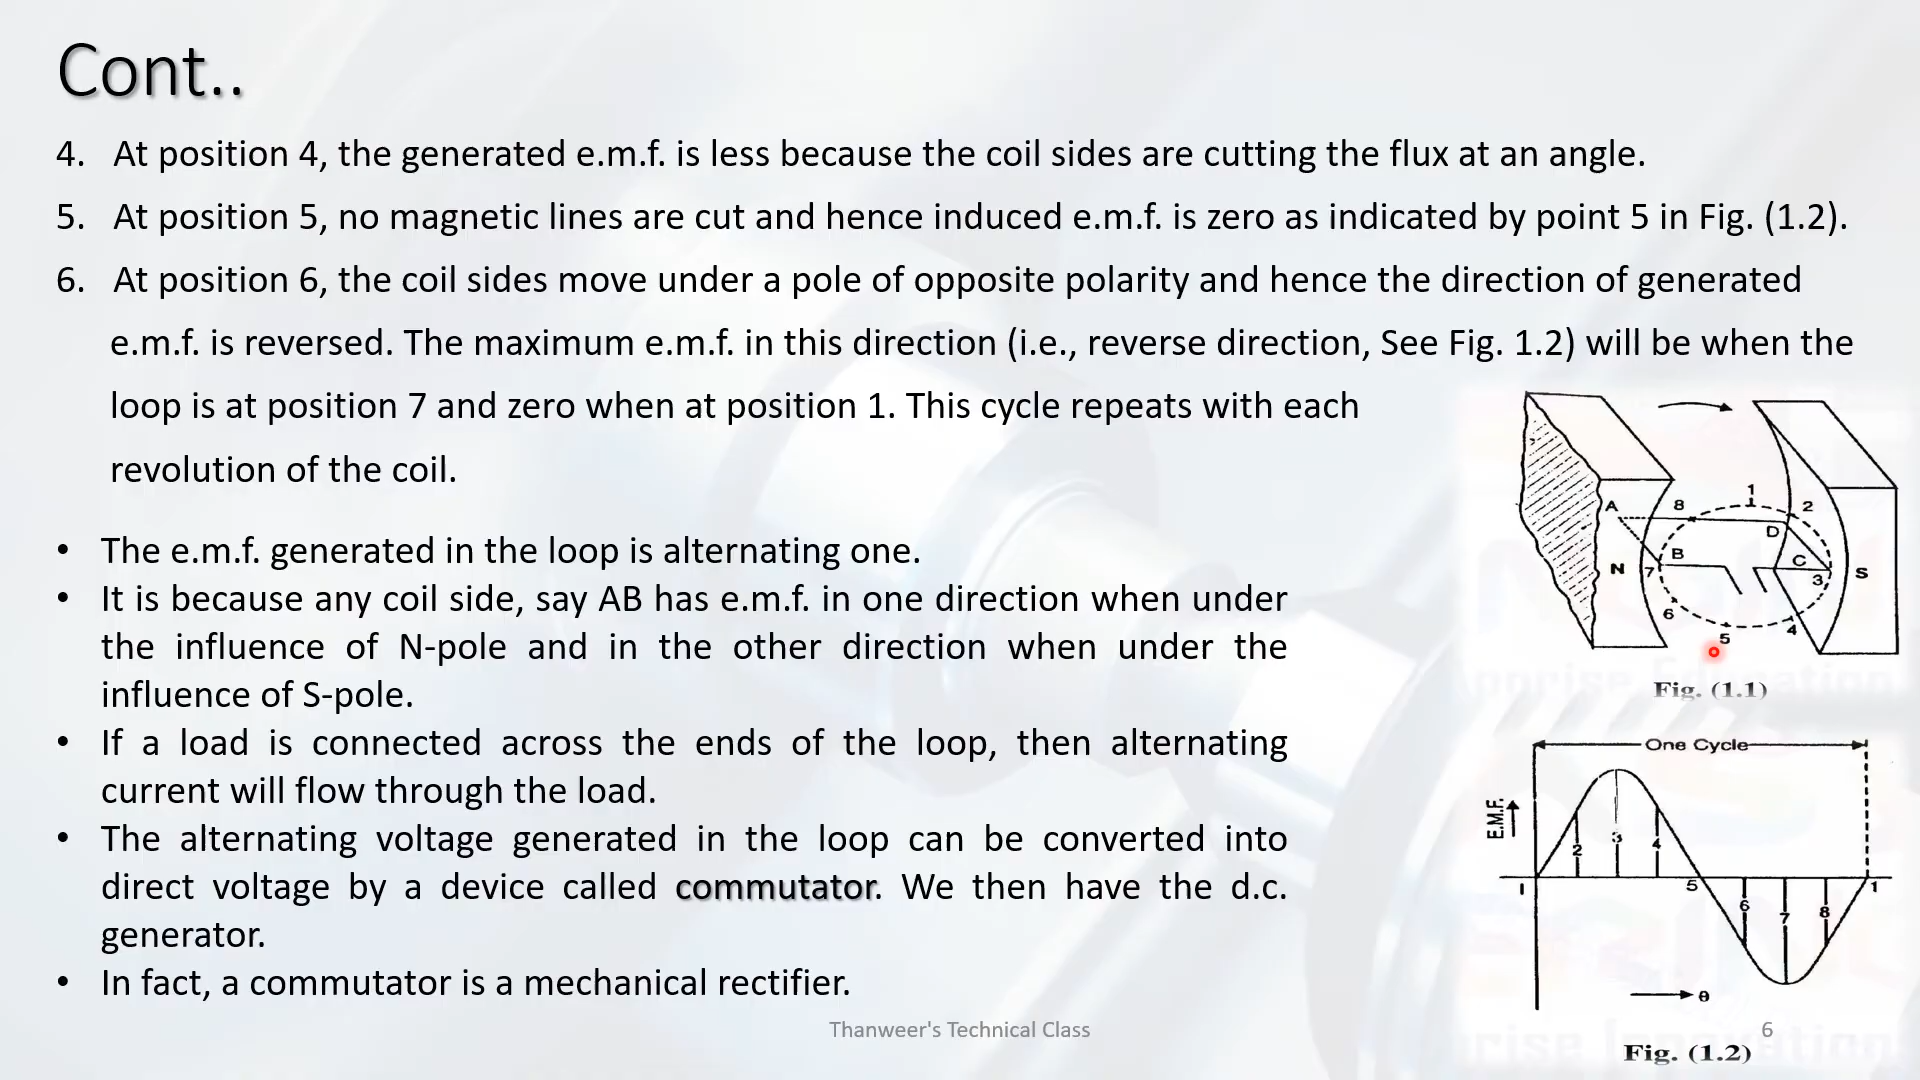 Cont..
4. At position 4, the generated e.m.f. is less because the coil sides are cutting the flux at an angle.
5. At position 5, no magnetic lines are cut and hence induced e.m.f. is zero as indicated by point 5 in Fig. (1.2).
6. At position 6, the coil sides move under a pole of opposite polarity and hence the direction of generated
e.m.f. is reversed. The maximum e.m.f. in this direction (i.e., reverse direction, See Fig. 1.2) will be when the
loop is at position 7 and zero when at position 1. This cycle repeats with each
revolution of the coil.
• The e.m.f. generated in the loop is alternating one.
• It is because any coil side, say AB has e.m.f. in one direction when under
the influence of N-pole and in the other direction when under the
influence of S-pole.
• If a load is connected across the ends of the loop, then alternating
current will flow through the load.
• The alternating voltage generated in the loop can be converted into
direct voltage by a device called commutator. We then have the d.c.
generator.
• In fact, a commutator is a mechanical rectifier.
1
A 8 2
D
B C
N 7 3 S
6
5 4
Fig. (1.1)
One Cycle
E.M.F.
2 3 4
1 5 1
6 7 8
θ
Fig. (1.2)
Thanweer's Technical Class
6